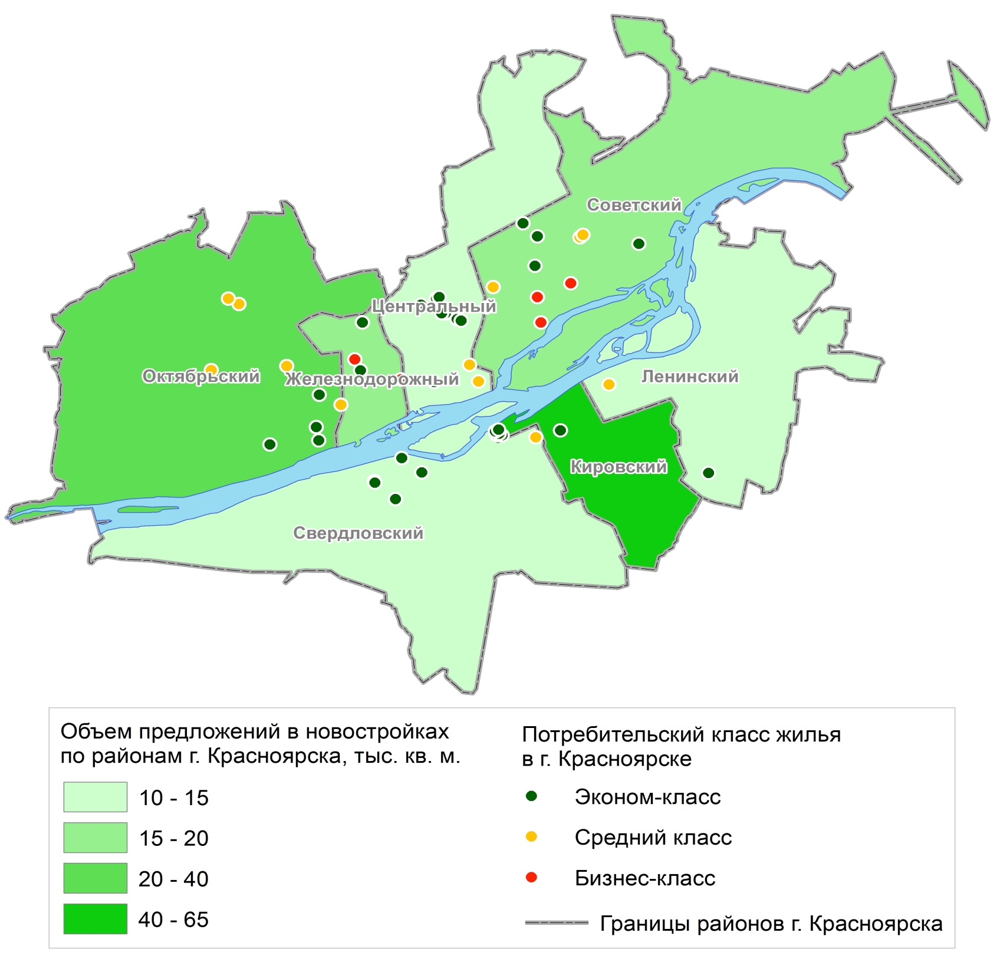 Советский
Центральный
Октябрьский
Железнодорожный
Ленинский
Кировский
Свердловский
Объем предложений в новостройках
по районам г. Красноярска, тыс. кв. м.
10 - 15
15 - 20
20 - 40
40 - 65
Потребительский класс жилья
в г. Красноярске
Эконом-класс
Средний класс
Бизнес-класс
Границы районов г. Красноярска